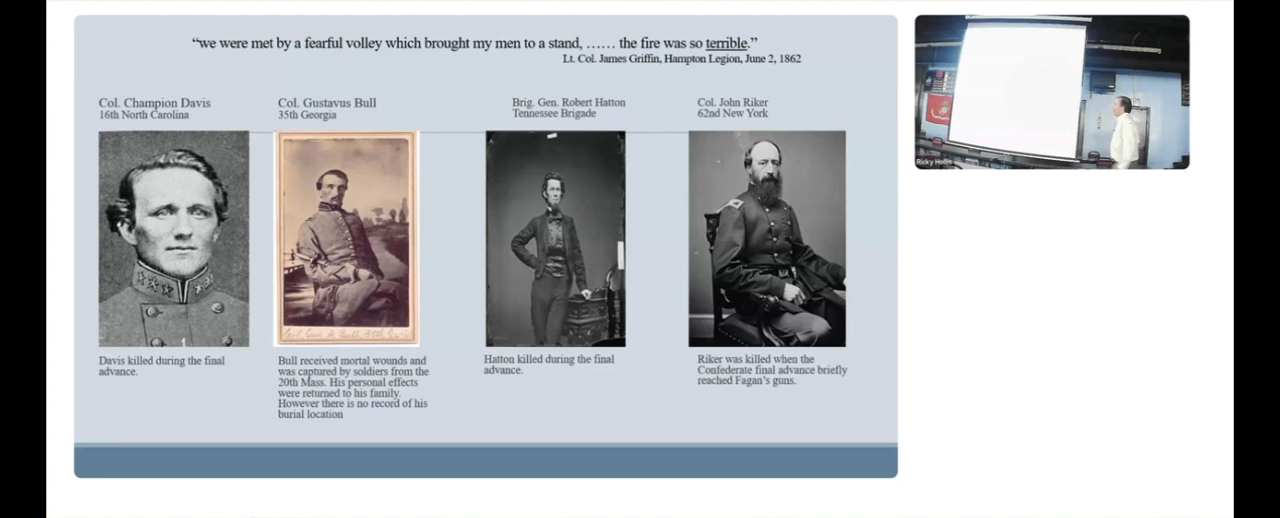 “we were met by a fearful volley which brought my men to a stand, …… the fire was so terrible.”
Lt. Col. James Griffin, Hampton Legion, June 2, 1862
Col. Champion Davis
16th North Carolina
Col. Gustavus Bull
35th Georgia
Brig. Gen. Robert Hatton
Tennessee Brigade
Col. John Riker
62nd New York
Davis killed during the final
advance.
Bull received mortal wounds and
was captured by soldiers from the
20th Mass. His personal effects
were returned to his family.
However there is no record of his
burial location
Hatton killed during the final
advance.
Riker was killed when the
Confederate final advance briefly
reached Fagan’s guns.
Ricky